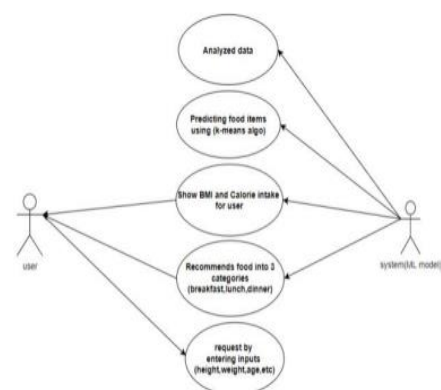 Analyzed data
Predicting food items
using (k-means algo)
Show BMI and Calorie intake
for user
Recommends food into 3
categories
(breakfast,lunch,dinner)
request by
entering inputs
(height,weight,age,etc)
user
system(ML model)